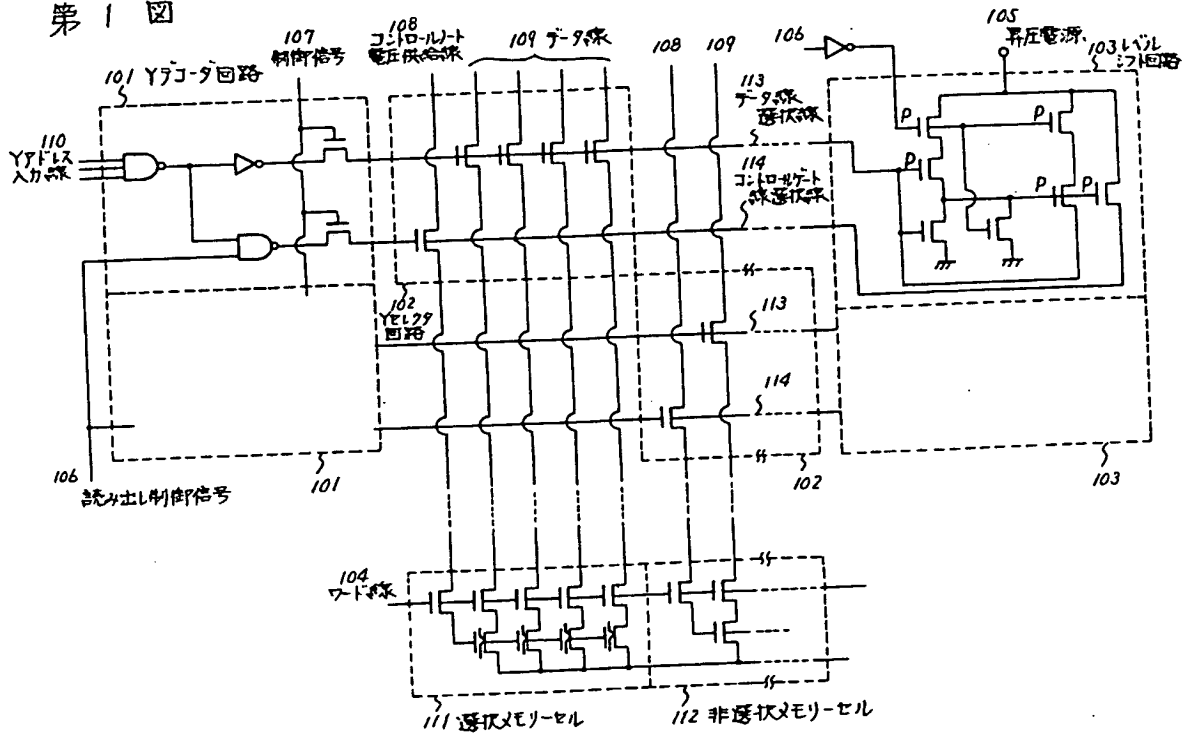 第 1 図
107
制御信号
108
コントロールノート
電圧供給線
109 データ線
108
109
106
105
昇圧電源
103 レベル
シフト回路
101 Yデコーダ回路
110
Yアドレス
入力線
113
データ線
選択線
114
コントロールゲート
線選択線
P
P
P
P
P
102
Yセレクタ
回路
113
114
106
読み出し制御信号
101
102
103
104
ワード線
111 選択メモリーセル
112 非選択メモリーセル